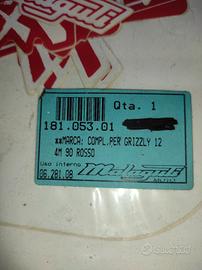 Qta. 1
181.053.01
**MARCA: COMPL.PER GRIZZLY 12
4M 90 ROSSO
Uso interno
06.281.08
Malaguti
subito